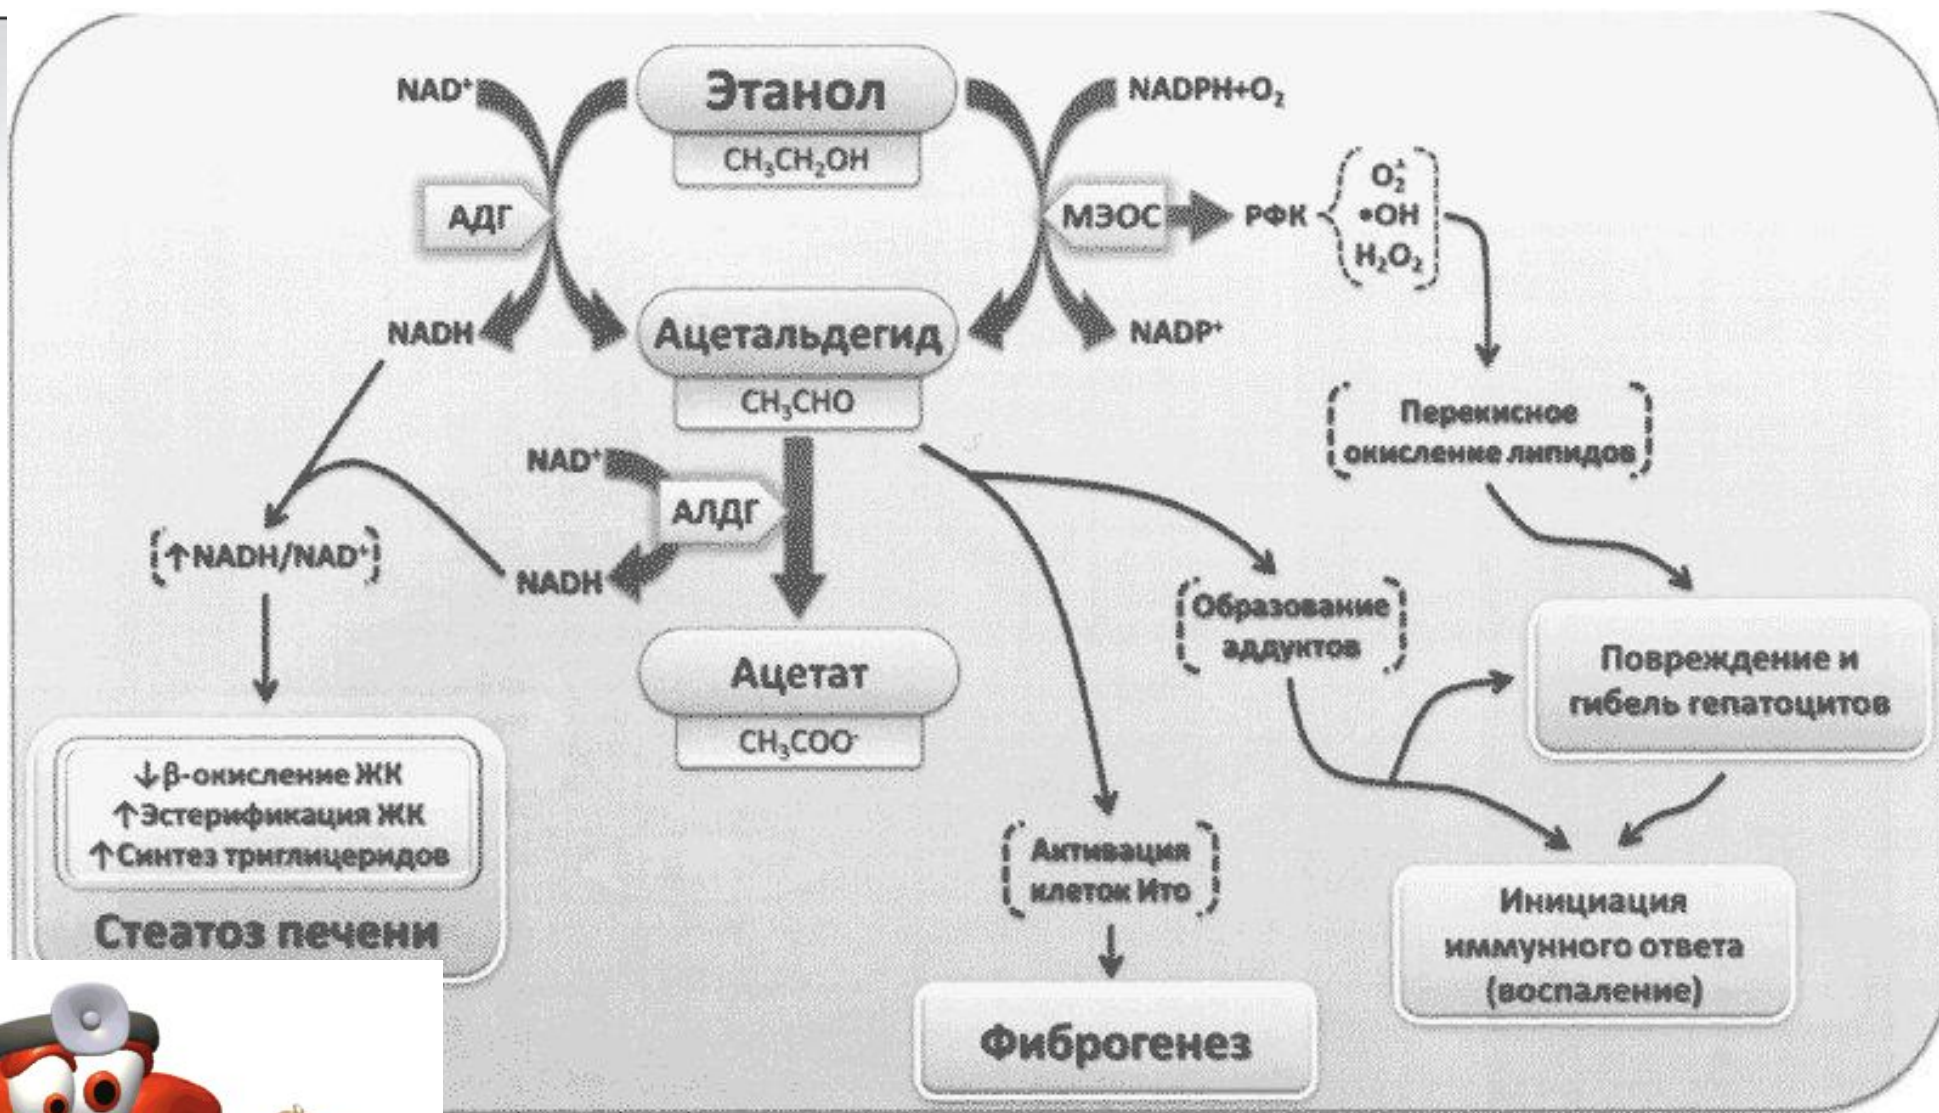 Этанол
CH₃CH₂OH
NAD⁺
NADPH+O₂
АДГ
МЭОС
РФК
O₂∸
•OH
H₂O₂
NADH
Ацетальдегид
CH₃CHO
NADP⁺
Перекисное
окисление липидов
NAD⁺
АЛДГ
NADH
↑NADH/NAD⁺
Образование
аддуктов
Ацетат
CH₃COO⁻
Повреждение и
гибель гепатоцитов
↓β-окисление ЖК
↑Эстерификация ЖК
↑Синтез триглицеридов
Стеатоз печени
Активация
клеток Ито
Инициация
иммунного ответа
(воспаление)
Фиброгенез